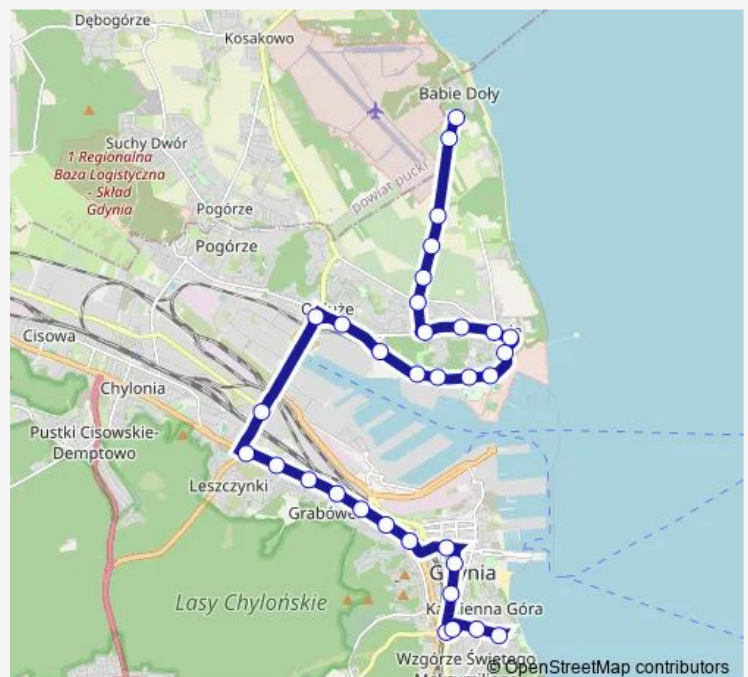 Dębogórze
Kosakowo
Babie Doły
Suchy Dwór
1 Regionalna
Baza Logistyczna
- Skład
Gdynia
powiat pucki
Pogórze
Pogórze
Cisowa
Chylonia
Pustki Cisowskie-
Demptowo
Leszczynki
Lasy Chylońskie
Kamienna Góra
Wzgórze Świętego
© OpenStreetMap contributors